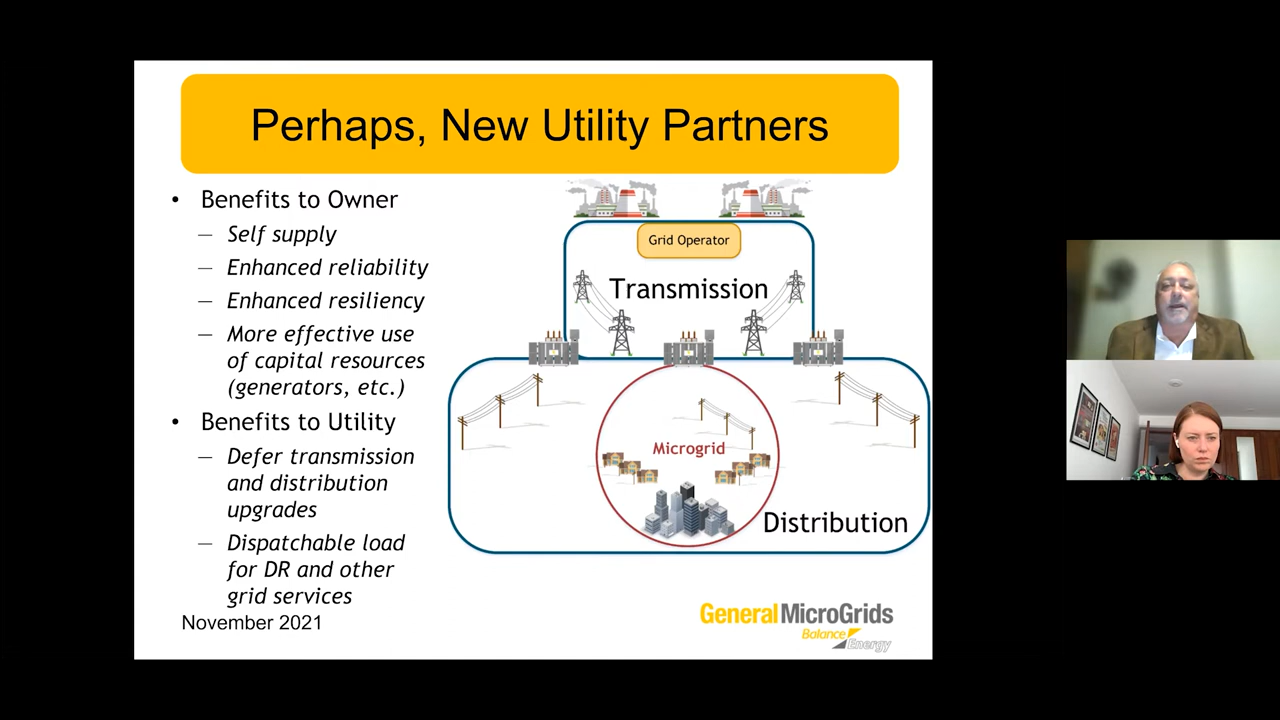 Perhaps, New Utility Partners
• Benefits to Owner
— Self supply
— Enhanced reliability
— Enhanced resiliency
— More effective use
of capital resources
(generators, etc.)
• Benefits to Utility
— Defer transmission
and distribution
upgrades
— Dispatchable load
for DR and other
grid services
November 2021
Grid Operator
Transmission
Microgrid
Distribution
GeneralMicroGrids
Balance
Energy